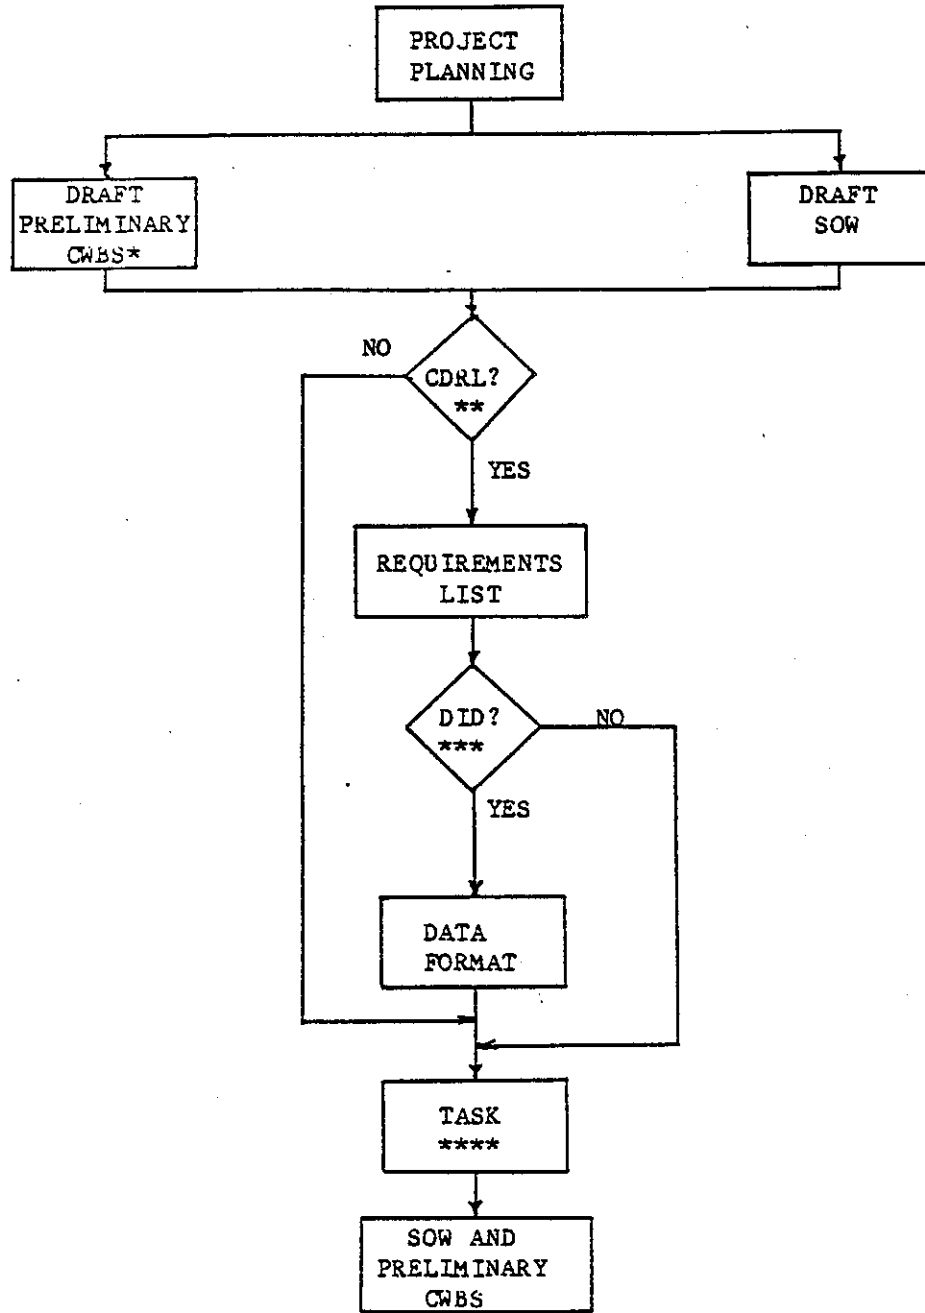 PROJECT
PLANNING
DRAFT
PRELIMINARY
CWBS*
DRAFT
SOW
NO
CDRL?
**
YES
REQUIREMENTS
LIST
DID?
***
NO
YES
DATA
FORMAT
TASK
****
SOW AND
PRELIMINARY
CWBS